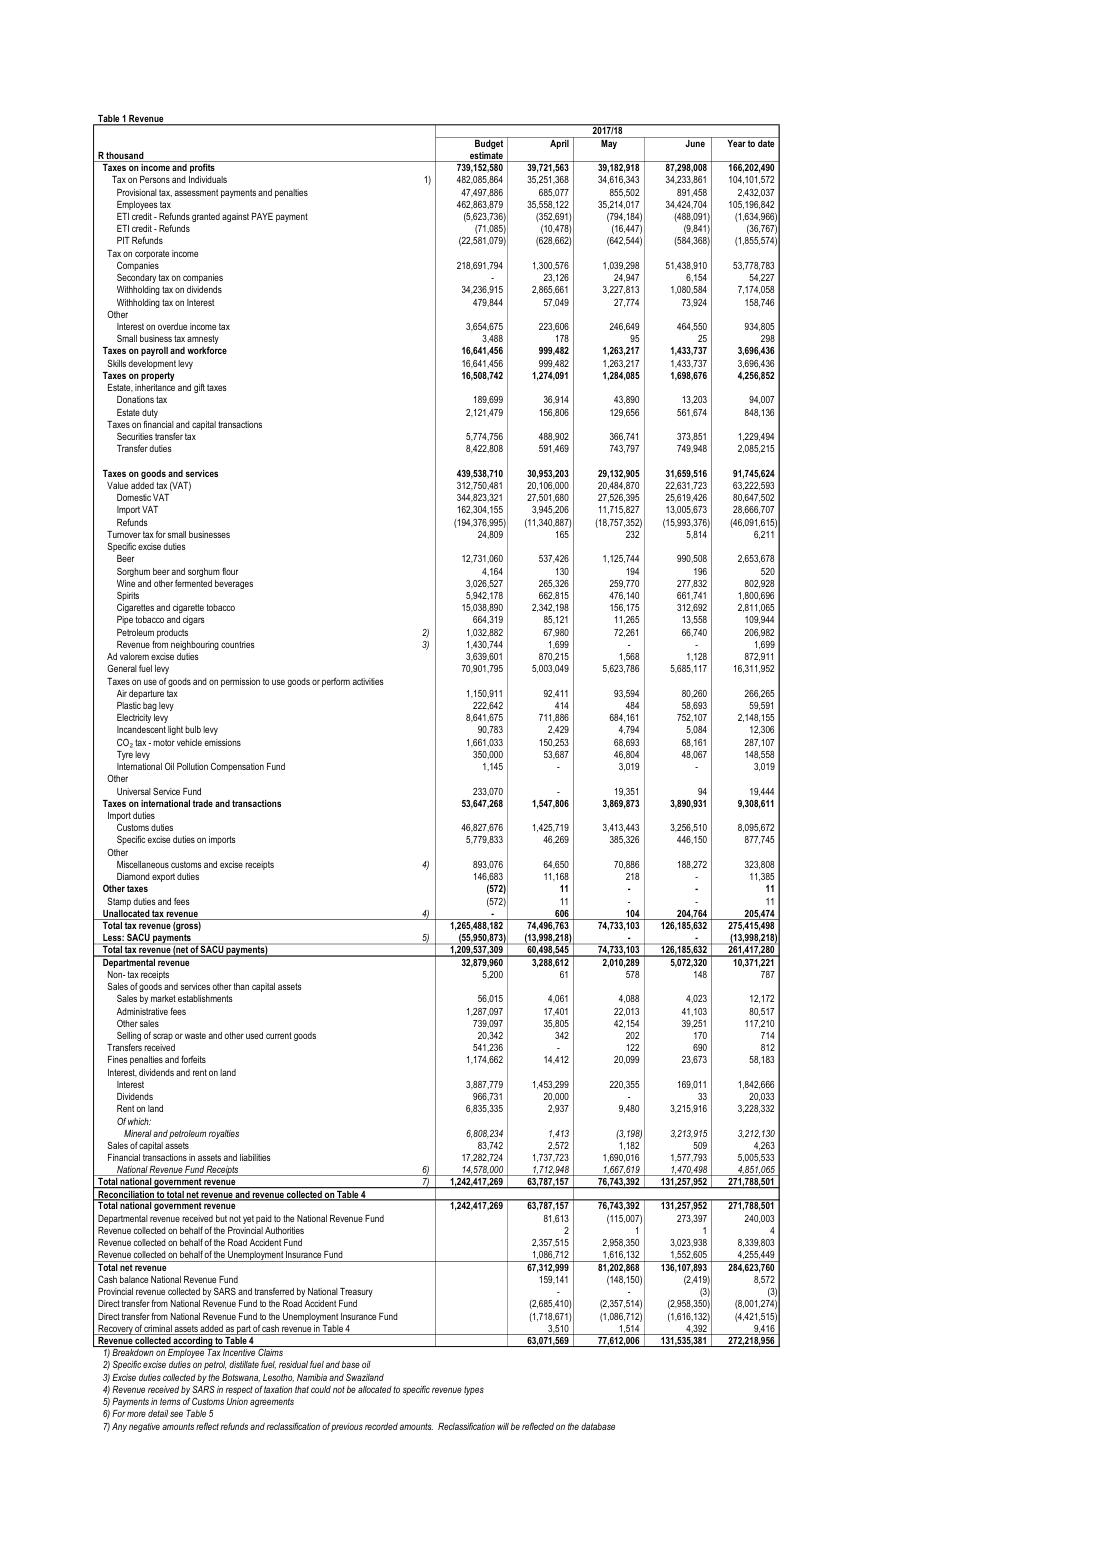 Table 1 Revenue
2017/18
Budget April May June Year to date
R thousand estimate
Taxes on income and profits 739,152,580 39,721,563 39,182,918 87,298,008 166,202,490
Tax on Persons and Individuals 1) 482,085,864 35,251,368 34,616,343 34,233,861 104,101,572
Provisional tax, assessment payments and penalties 47,497,886 685,077 855,502 891,458 2,432,037
Employees tax 462,863,879 35,558,122 35,214,017 34,424,704 105,196,842
ETI credit - Refunds granted against PAYE payment (5,623,736) (352,691) (794,184) (488,091) (1,634,966)
ETI credit - Refunds (71,085) (10,478) (16,447) (9,841) (36,767)
PIT Refunds (22,581,079) (628,662) (642,544) (584,368) (1,855,574)
Tax on corporate income
Companies 218,691,794 1,300,576 1,039,298 51,438,910 53,778,783
Secondary tax on companies - 23,126 24,947 6,154 54,227
Withholding tax on dividends 34,236,915 2,865,661 3,227,813 1,080,584 7,174,058
Withholding tax on Interest 479,844 57,049 27,774 73,924 158,746
Other
Interest on overdue income tax 3,654,675 223,606 246,649 464,550 934,805
Small business tax amnesty 3,488 178 95 25 298
Taxes on payroll and workforce 16,641,456 999,482 1,263,217 1,433,737 3,696,436
Skills development levy 16,641,456 999,482 1,263,217 1,433,737 3,696,436
Taxes on property 16,508,742 1,274,091 1,284,085 1,698,676 4,256,852
Estate, inheritance and gift taxes
Donations tax 189,699 36,914 43,890 13,203 94,007
Estate duty 2,121,479 156,806 129,656 561,674 848,136
Taxes on financial and capital transactions
Securities transfer tax 5,774,756 488,902 366,741 373,851 1,229,494
Transfer duties 8,422,808 591,469 743,797 749,948 2,085,215
Taxes on goods and services 439,538,710 30,953,203 29,132,905 31,659,516 91,745,624
Value added tax (VAT) 312,750,481 20,106,000 20,484,870 22,631,723 63,222,593
Domestic VAT 344,823,321 27,501,680 27,526,395 25,619,426 80,647,502
Import VAT 162,304,155 3,945,206 11,715,827 13,005,673 28,666,707
Refunds (194,376,995) (11,340,887) (18,757,352) (15,993,376) (46,091,615)
Turnover tax for small businesses 24,809 165 232 5,814 6,211
Specific excise duties
Beer 12,731,060 537,426 1,125,744 990,508 2,653,678
Sorghum beer and sorghum flour 4,164 130 194 196 520
Wine and other fermented beverages 3,026,527 265,326 259,770 277,832 802,928
Spirits 5,942,178 662,815 476,140 661,741 1,800,696
Cigarettes and cigarette tobacco 15,038,890 2,342,198 156,175 312,692 2,811,065
Pipe tobacco and cigars 664,319 85,121 11,265 13,558 109,944
Petroleum products 2) 1,032,882 67,980 72,261 66,740 206,982
Revenue from neighbouring countries 3) 1,430,744 1,699 - - 1,699
Ad valorem excise duties 3,639,601 870,215 1,568 1,128 872,911
General fuel levy 70,901,795 5,003,049 5,623,786 5,685,117 16,311,952
Taxes on use of goods and on permission to use goods or perform activities
Air departure tax 1,150,911 92,411 93,594 80,260 266,265
Plastic bag levy 222,642 414 484 58,693 59,591
Electricity levy 8,641,675 711,886 684,161 752,107 2,148,155
Incandescent light bulb levy 90,783 2,429 4,794 5,084 12,306
CO2 tax - motor vehicle emissions 1,661,033 150,253 68,693 68,161 287,107
Tyre levy 350,000 53,687 46,804 48,067 148,558
International Oil Pollution Compensation Fund 1,145 - 3,019 - 3,019
Other
Universal Service Fund 233,070 - 19,351 94 19,444
Taxes on international trade and transactions 53,647,268 1,547,806 3,869,873 3,890,931 9,308,611
Import duties
Customs duties 46,827,676 1,425,719 3,413,443 3,256,510 8,095,672
Specific excise duties on imports 5,779,833 46,269 385,326 446,150 877,745
Other
Miscellaneous customs and excise receipts 4) 893,076 64,650 70,886 188,272 323,808
Diamond export duties 146,683 11,168 218 - 11,385
Other taxes (572) 11 - - 11
Stamp duties and fees (572) 11 - - 11
Unallocated tax revenue 4) - 606 104 204,764 205,474
Total tax revenue (gross) 1,265,488,182 74,496,763 74,733,103 126,185,632 275,415,498
Less: SACU payments 5) (55,950,873) (13,998,218) - - (13,998,218)
Total tax revenue (net of SACU payments) 1,209,537,309 60,498,545 74,733,103 126,185,632 261,417,280
Departmental revenue 32,879,960 3,288,612 2,010,289 5,072,320 10,371,221
Non- tax receipts 5,200 61 578 148 787
Sales of goods and services other than capital assets
Sales by market establishments 56,015 4,061 4,088 4,023 12,172
Administrative fees 1,287,097 17,401 22,013 41,103 80,517
Other sales 739,097 35,805 42,154 39,251 117,210
Selling of scrap or waste and other used current goods 20,342 342 202 170 714
Transfers received 541,236 - 122 690 812
Fines penalties and forfeits 1,174,662 14,412 20,099 23,673 58,183
Interest, dividends and rent on land
Interest 3,887,779 1,453,299 220,355 169,011 1,842,666
Dividends 966,731 20,000 - 33 20,033
Rent on land 6,835,335 2,937 9,480 3,215,916 3,228,332
Of which:
Mineral and petroleum royalties 6,808,234 1,413 (3,198) 3,213,915 3,212,130
Sales of capital assets 83,742 2,572 1,182 509 4,263
Financial transactions in assets and liabilities 17,282,724 1,737,723 1,690,016 1,577,793 5,005,533
National Revenue Fund Receipts 6) 14,578,000 1,712,948 1,667,619 1,470,498 4,851,065
Total national government revenue 7) 1,242,417,269 63,787,157 76,743,392 131,257,952 271,788,501
Reconciliation to total net revenue and revenue collected on Table 4
Total national government revenue 1,242,417,269 63,787,157 76,743,392 131,257,952 271,788,501
Departmental revenue received but not yet paid to the National Revenue Fund 81,613 (115,007) 273,397 240,003
Revenue collected on behalf of the Provincial Authorities 2 1 1 4
Revenue collected on behalf of the Road Accident Fund 2,357,515 2,958,350 3,023,938 8,339,803
Revenue collected on behalf of the Unemployment Insurance Fund 1,086,712 1,616,132 1,552,605 4,255,449
Total net revenue 67,312,999 81,202,868 136,107,893 284,623,760
Cash balance National Revenue Fund 159,141 (148,150) (2,419) 8,572
Provincial revenue collected by SARS and transferred by National Treasury - - (3) (3)
Direct transfer from National Revenue Fund to the Road Accident Fund (2,685,410) (2,357,514) (2,958,350) (8,001,274)
Direct transfer from National Revenue Fund to the Unemployment Insurance Fund (1,718,671) (1,086,712) (1,616,132) (4,421,515)
Recovery of criminal assets added as part of cash revenue in Table 4 3,510 1,514 4,392 9,416
Revenue collected according to Table 4 63,071,569 77,612,006 131,535,381 272,218,956
1) Breakdown on Employee Tax Incentive Claims
2) Specific excise duties on petrol, distillate fuel, residual fuel and base oil
3) Excise duties collected by the Botswana, Lesotho, Namibia and Swaziland
4) Revenue received by SARS in respect of taxation that could not be allocated to specific revenue types
5) Payments in terms of Customs Union agreements
6) For more detail see Table 5
7) Any negative amounts reflect refunds and reclassification of previous recorded amounts. Reclassification will be reflected on the database